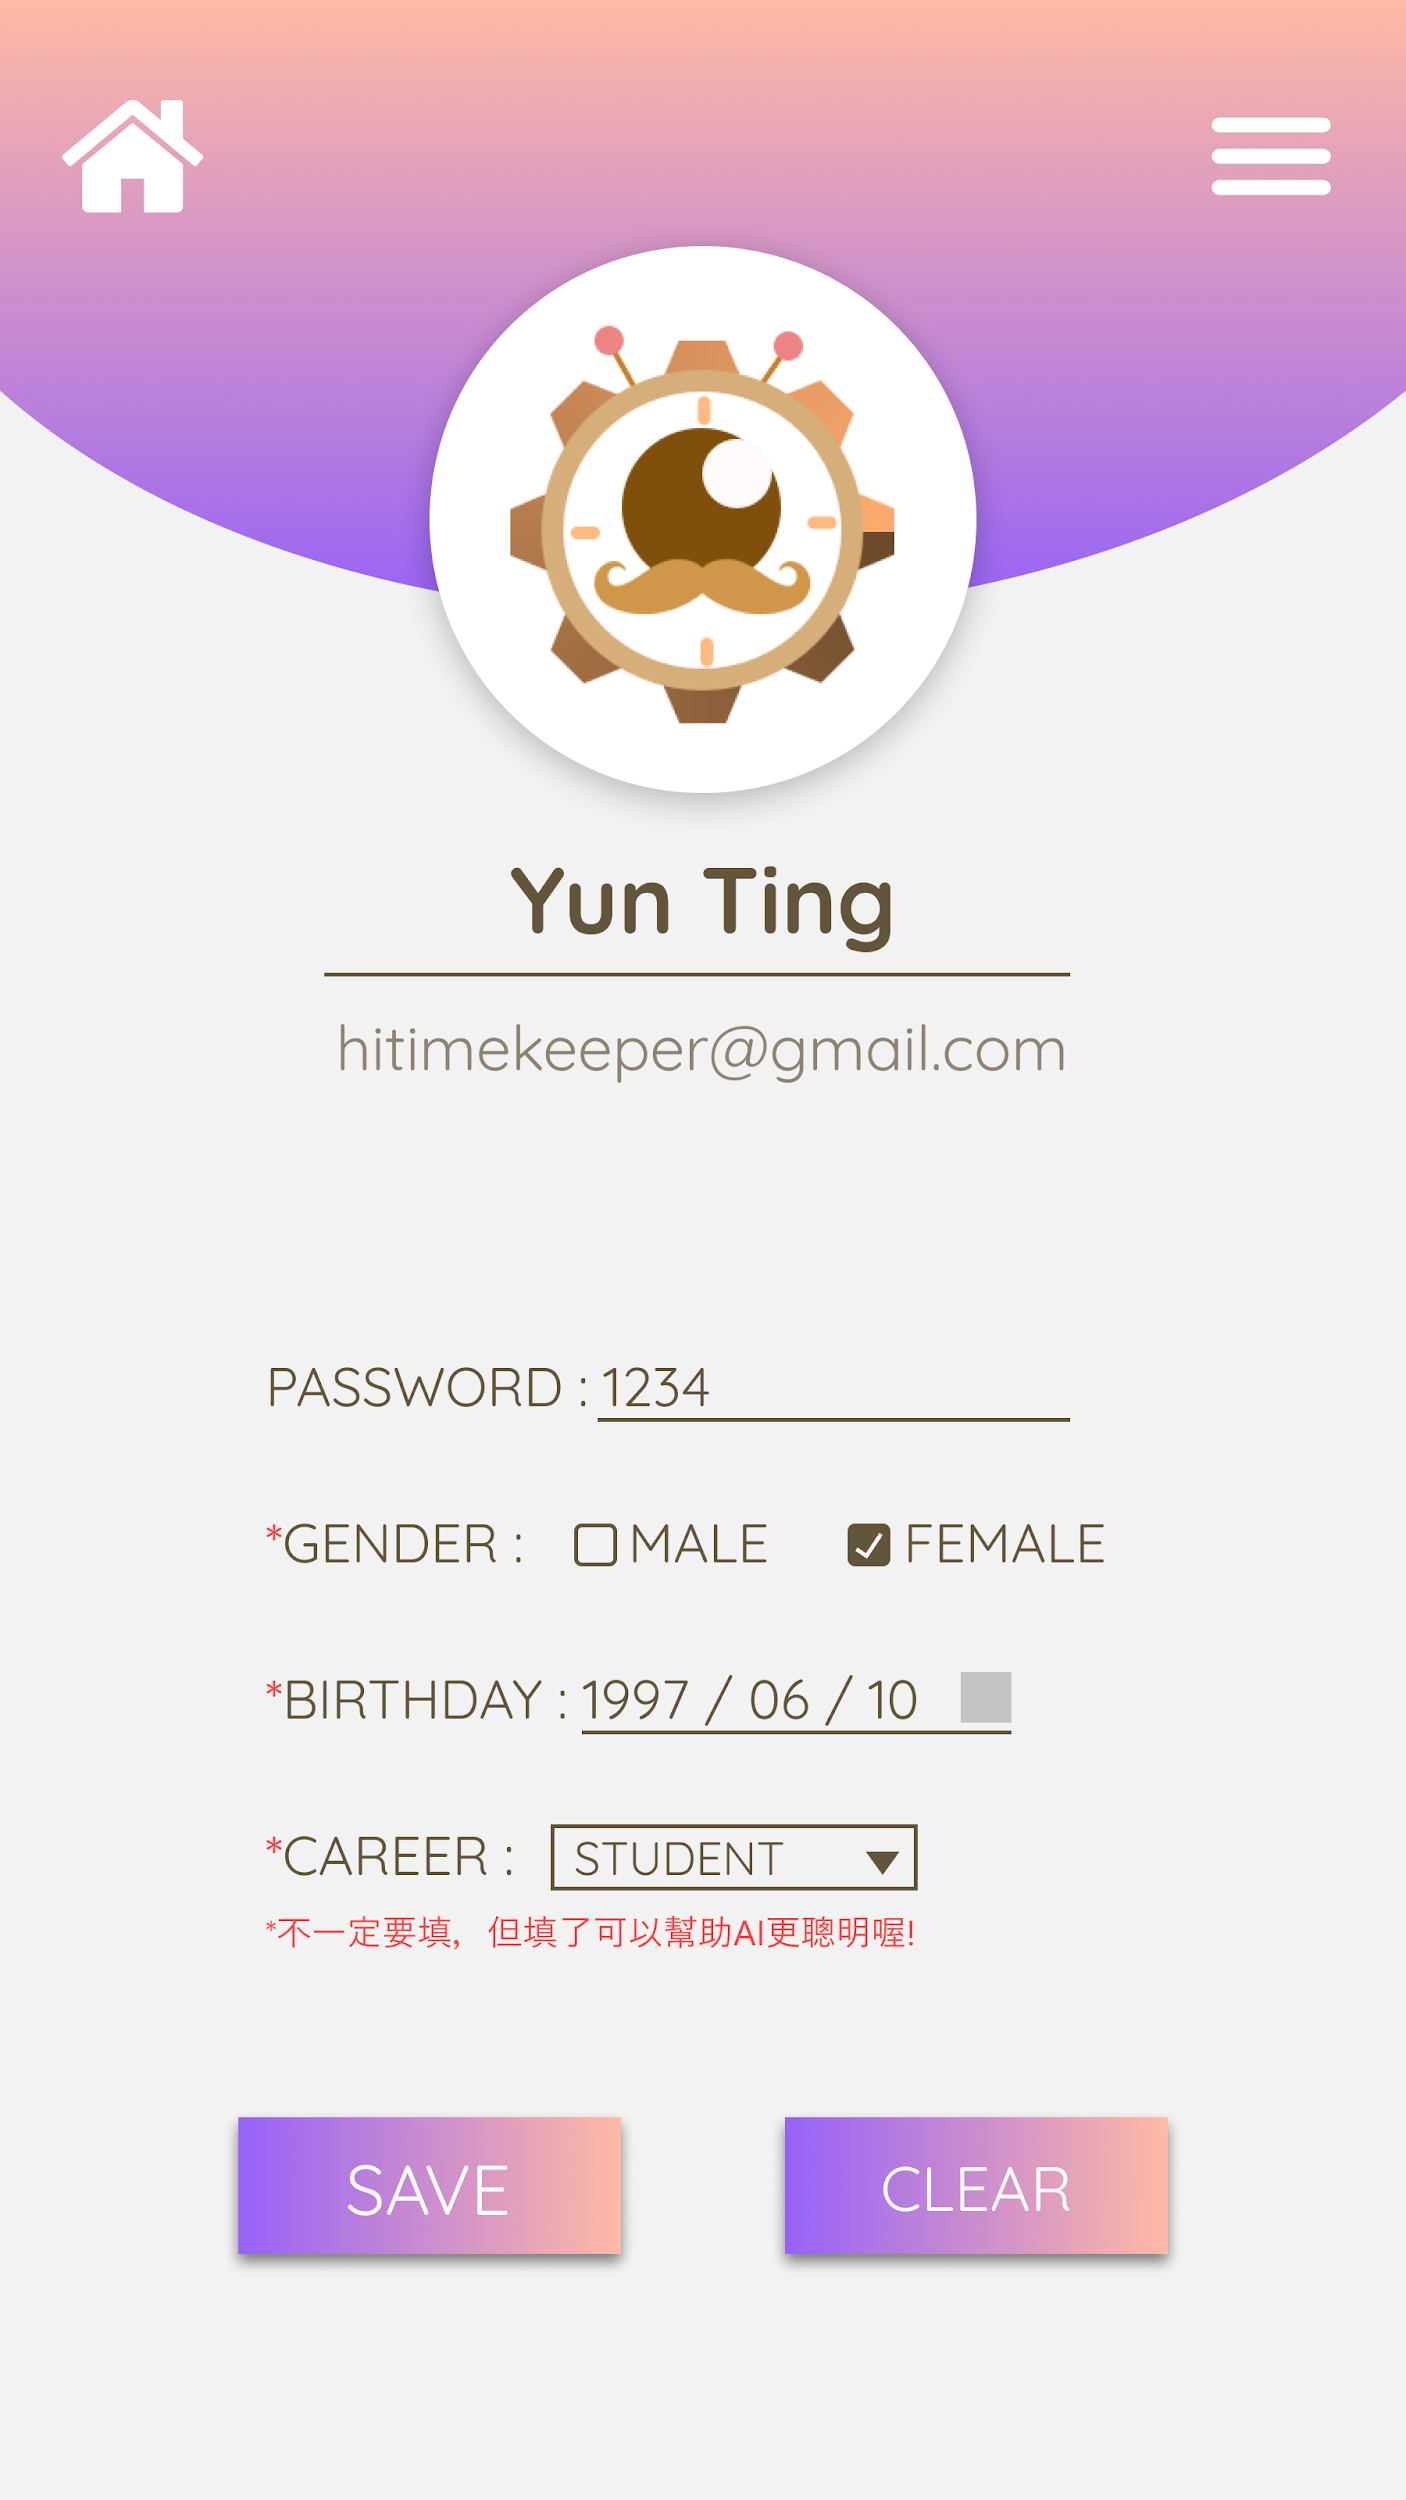 Yun Ting
hitimekeeper@gmail.com
PASSWORD : 1234
*GENDER : MALE FEMALE
*BIRTHDAY : 1997 / 06 / 10
*CAREER : STUDENT
*不一定要填，但填了可以幫助AI更聰明喔!
SAVE CLEAR